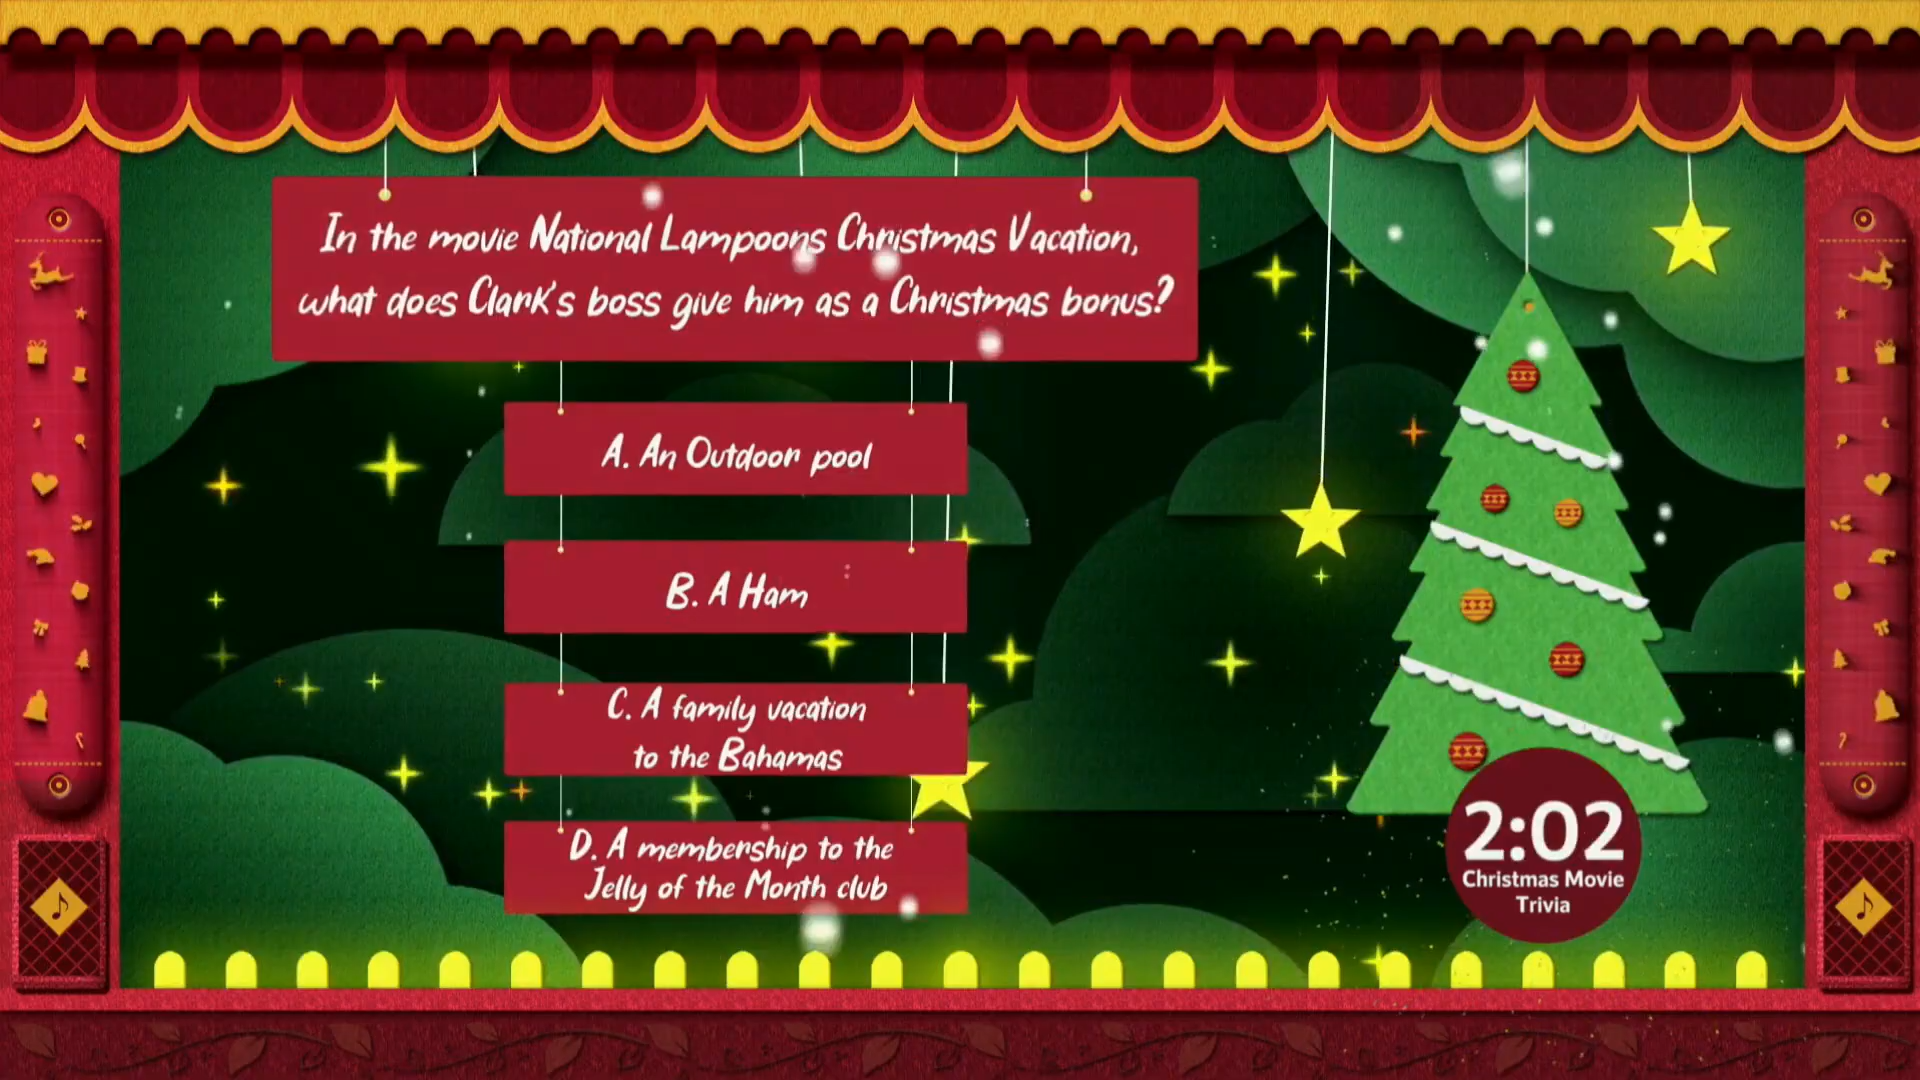 In the movie National Lampoons Christmas Vacation,
what does Clark's boss give him as a Christmas bonus?
A. An Outdoor pool
B. A Ham
C. A family vacation
to the Bahamas
D. A membership to the
Jelly of the Month club
2:02
Christmas Movie
Trivia